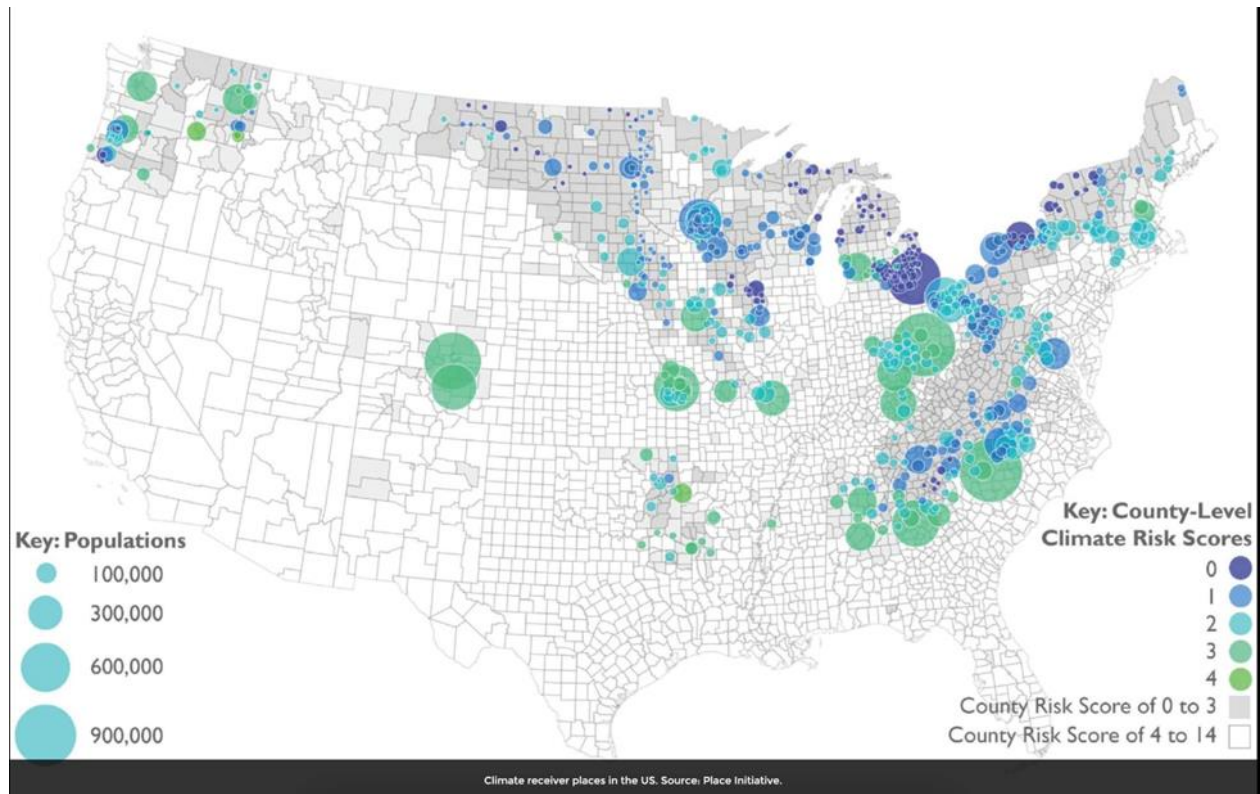 Key: Populations
100,000
300,000
600,000
900,000
Key: County-Level
Climate Risk Scores
0
1
2
3
4
County Risk Score of 0 to 3
County Risk Score of 4 to 14
Climate receiver places in the US. Source: Place Initiative.